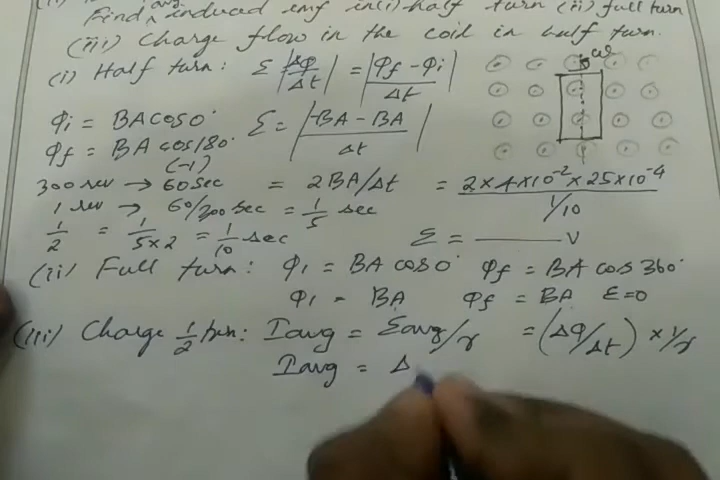 Find avg induced emf in (i) half turn (ii) full turn
(iii) Charge flow in the coil in half turn.
(i) Half turn: ε |Δφ/Δt| = |φf - φi|/Δt
ω
φi = BA cos0° ε = |-BA - BA|/Δt
φf = BA cos180°
(-1)
300 rev → 60 sec = 2BA/Δt = 2×4×10⁻²×25×10⁻⁴ / 1/10
1 rev → 60/300 sec = 1/5 sec
1/2 = 1/5×2 = 1/10 sec ε = ——— V
(ii) Full turn: φi = BA cos0° φf = BA cos360°
φi = BA φf = BA ε=0
(iii) Charge 1/2 turn: Iavg = εavg/r = (Δφ/Δt) × 1/r
Iavg = Δ